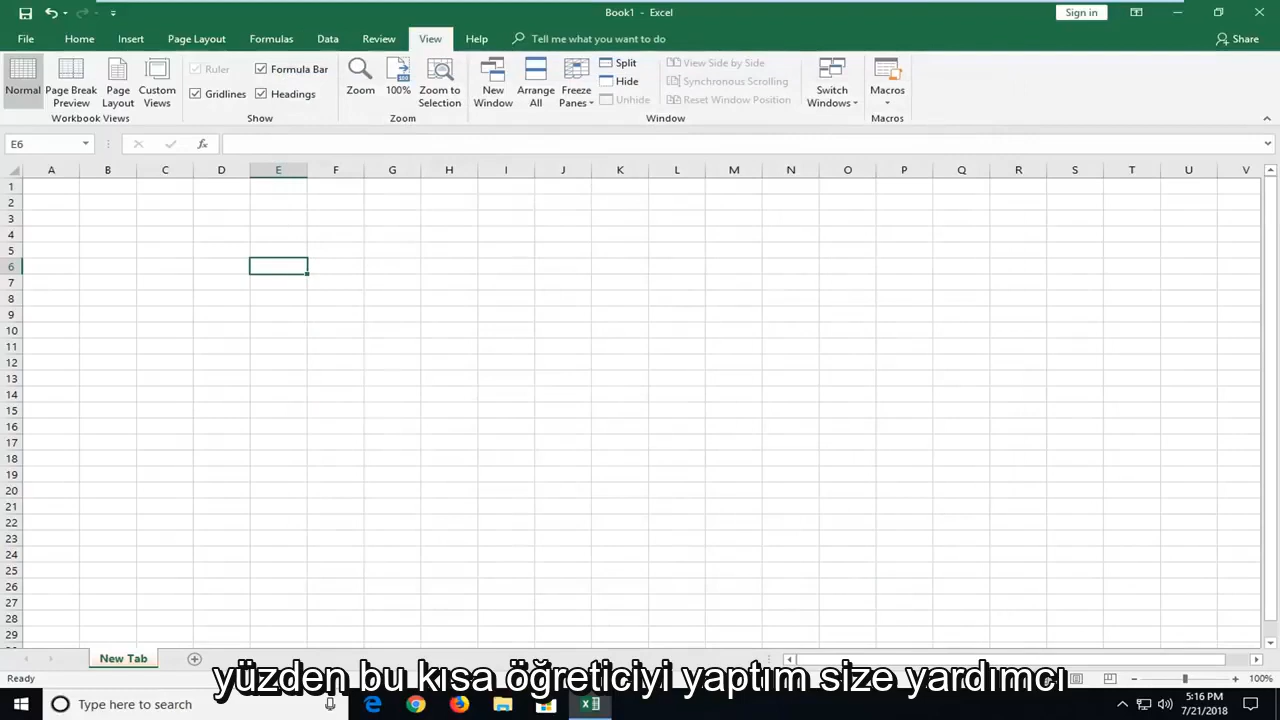 Book1 - Excel
Sign in
File Home Insert Page Layout Formulas Data Review View Help Tell me what you want to do Share
Normal
Page Break Preview
Page Layout
Custom Views
Workbook Views
Ruler
Formula Bar
Gridlines
Headings
Show
Zoom
100%
Zoom to Selection
Zoom
New Window
Arrange All
Freeze Panes
Split
Hide
Unhide
View Side by Side
Synchronous Scrolling
Reset Window Position
Window
Switch Windows
Macros
Macros
E6
fx
A B C D E F G H I J K L M N O P Q R S T U V
1
2
3
4
5
6
7
8
9
10
11
12
13
14
15
16
17
18
19
20
21
22
23
24
25
26
27
28
29
New Tab
Ready
100%
yüzden bu kısa öğreticiyi yaptım size yardımcı
Type here to search
5:16 PM
7/21/2018